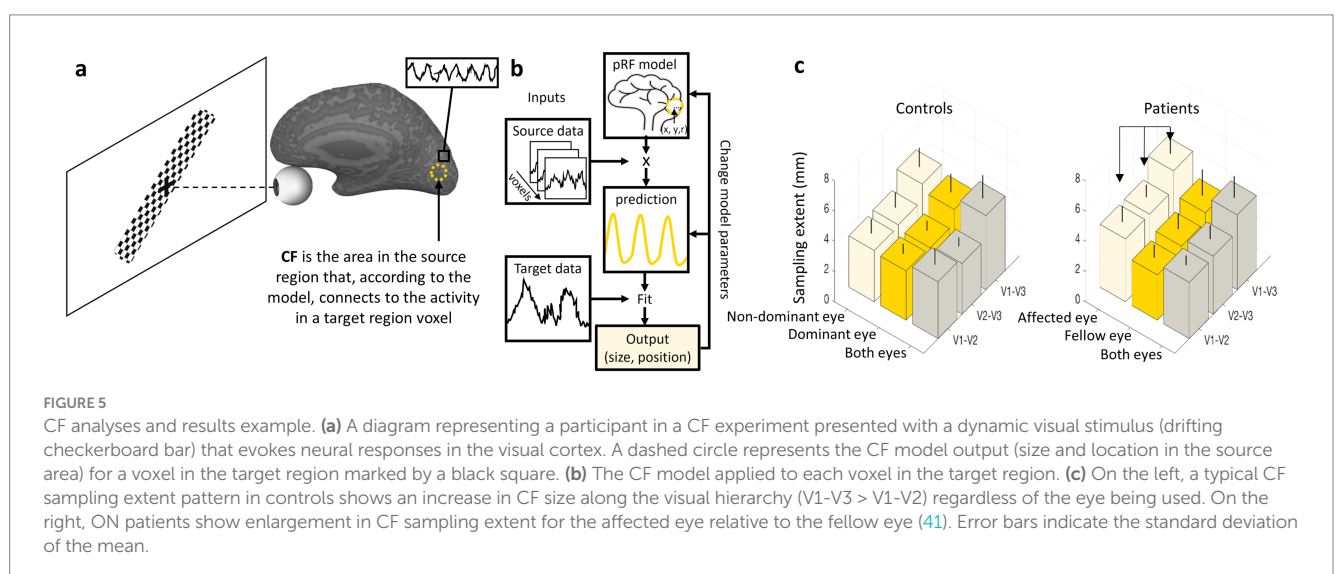 a
CF is the area in the source
region that, according to the
model, connects to the activity
in a target region voxel
b
Inputs
pRF model
(x, y,r)
Source data
voxels
X
prediction
Target data
Fit
Output
(size, position)
Change model parameters
c
Controls
Sampling extent (mm)
8
6
4
2
0
Non-dominant eye
Dominant eye
Both eyes
V1-V2
V2-V3
V1-V3
Patients
8
6
4
2
0
Affected eye
Fellow eye
Both eyes
V1-V2
V2-V3
V1-V3
FIGURE 5
CF analyses and results example. (a) A diagram representing a participant in a CF experiment presented with a dynamic visual stimulus (drifting
checkerboard bar) that evokes neural responses in the visual cortex. A dashed circle represents the CF model output (size and location in the source
area) for a voxel in the target region marked by a black square. (b) The CF model applied to each voxel in the target region. (c) On the left, a typical CF
sampling extent pattern in controls shows an increase in CF size along the visual hierarchy (V1-V3 > V1-V2) regardless of the eye being used. On the
right, ON patients show enlargement in CF sampling extent for the affected eye relative to the fellow eye (41). Error bars indicate the standard deviation
of the mean.